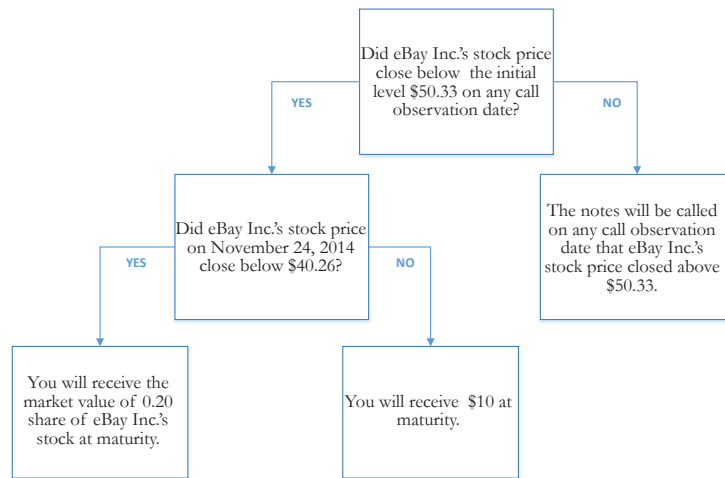 Did eBay Inc.'s stock price
close below the initial
level $50.33 on any call
observation date?
YES
NO
Did eBay Inc.'s stock price
on November 24, 2014
close below $40.26?
The notes will be called
on any call observation
date that eBay Inc.'s
stock price closed above
$50.33.
YES
NO
You will receive the
market value of 0.20
share of eBay Inc.'s
stock at maturity.
You will receive $10 at
maturity.